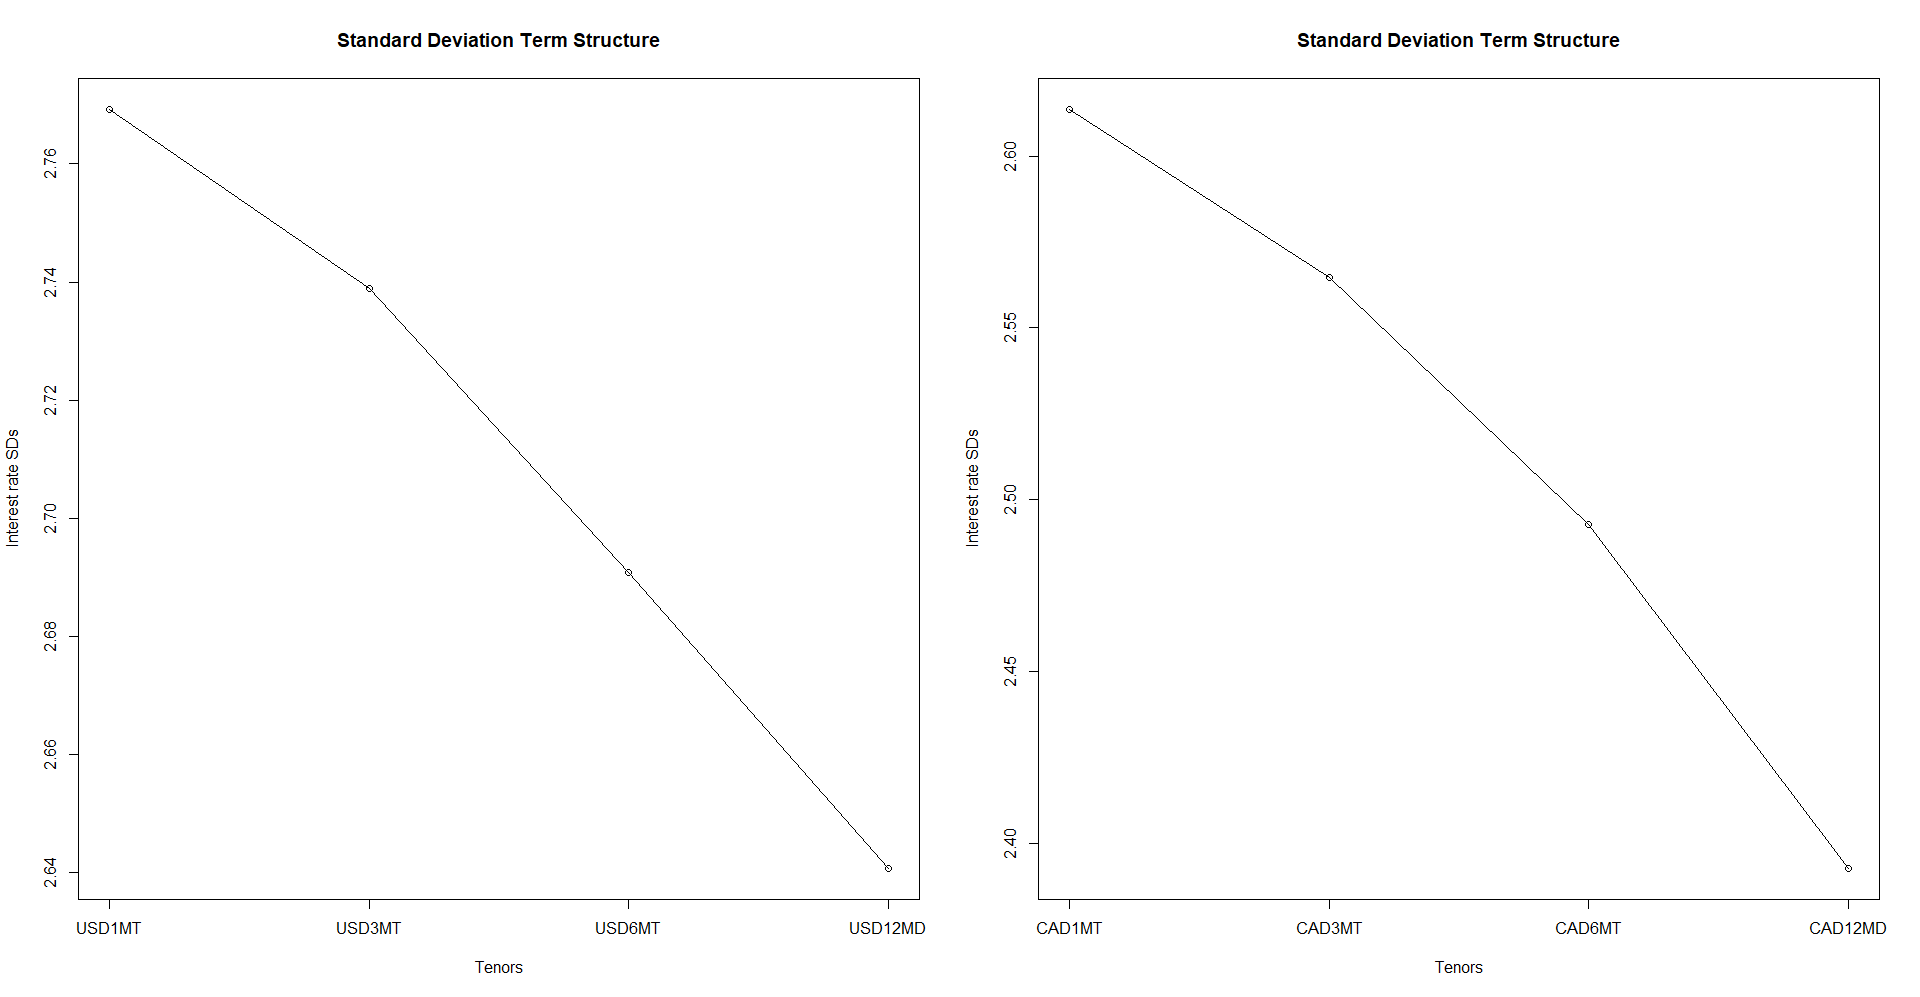 Standard Deviation Term Structure
Interest rate SDs
2.76
2.74
2.72
2.70
2.68
2.66
2.64
USD1MT USD3MT USD6MT USD12MD
Tenors
Standard Deviation Term Structure
Interest rate SDs
2.60
2.55
2.50
2.45
2.40
CAD1MT CAD3MT CAD6MT CAD12MD
Tenors